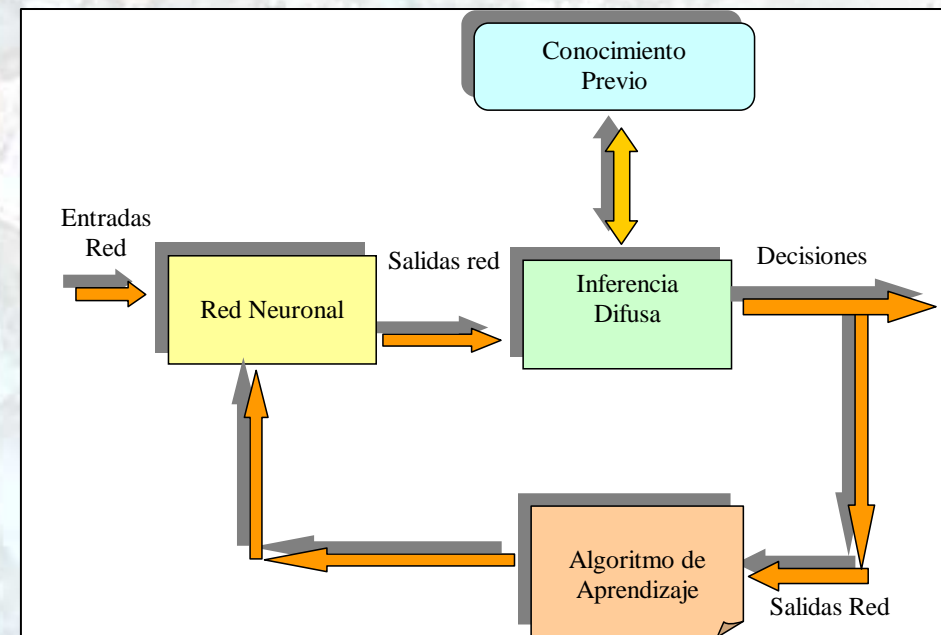 Conocimiento
Previo
Entradas
Red
Salidas red
Decisiones
Red Neuronal
Inferencia
Difusa
Algoritmo de
Aprendizaje
Salidas Red